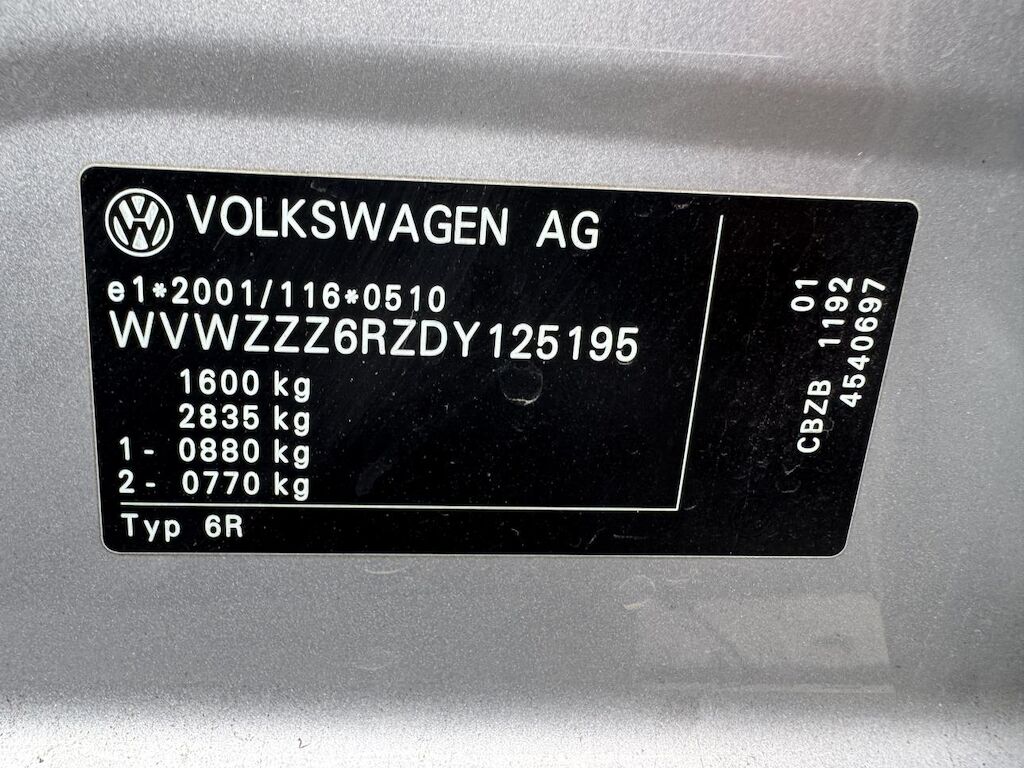 VOLKSWAGEN AG
e1*2001/116*0510
WVWZZZ6RZDY125195
1600 kg
2835 kg
1- 0880 kg
2- 0770 kg
Typ 6R
01
CBZB 1192
4540697